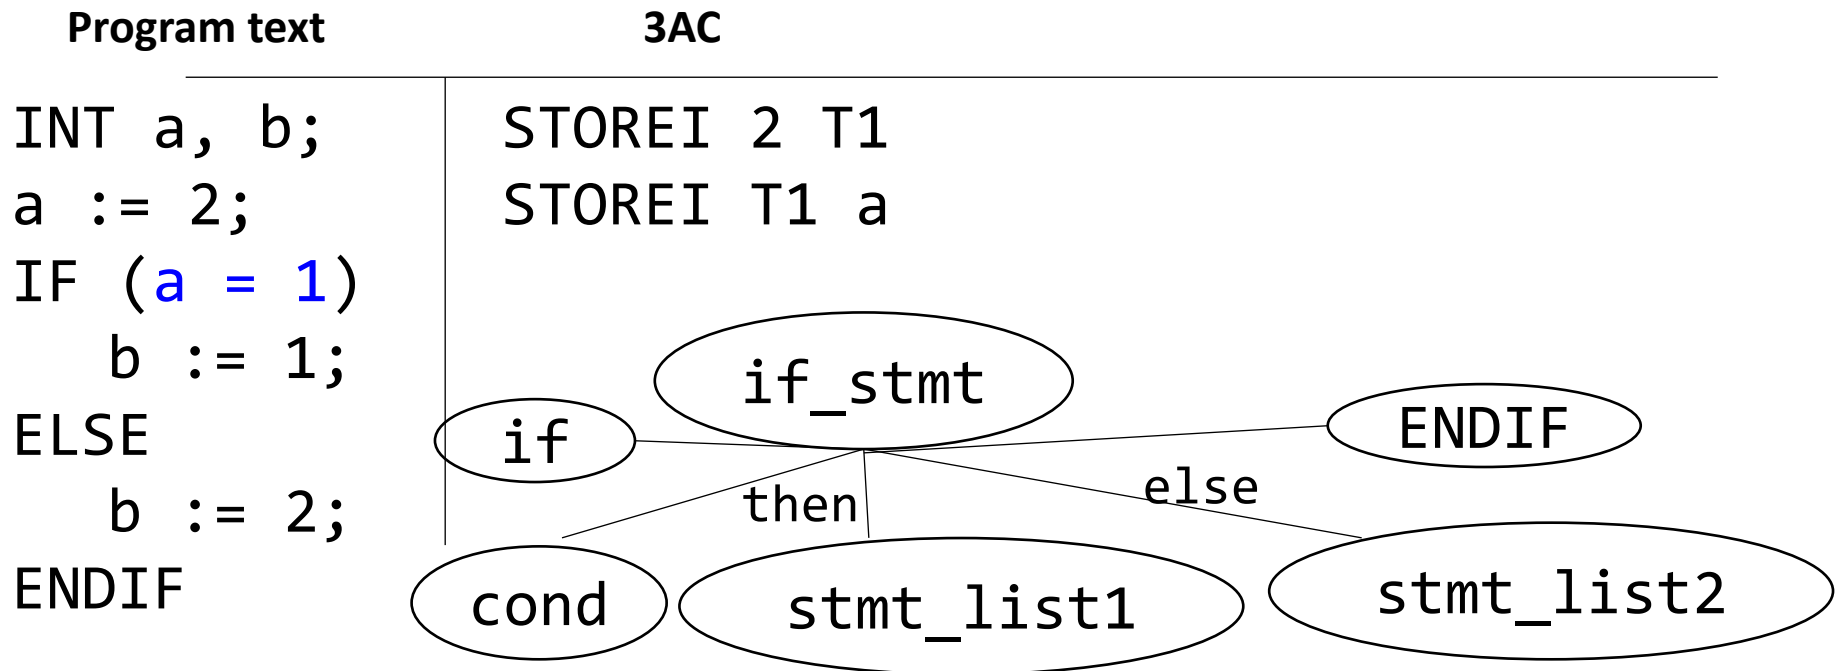 Program text 3AC
INT a, b; STOREI 2 T1
a := 2; STOREI T1 a
IF (a = 1)
b := 1;
ELSE
b := 2;
ENDIF
if_stmt
if
ENDIF
then
else
cond
stmt_list1
stmt_list2